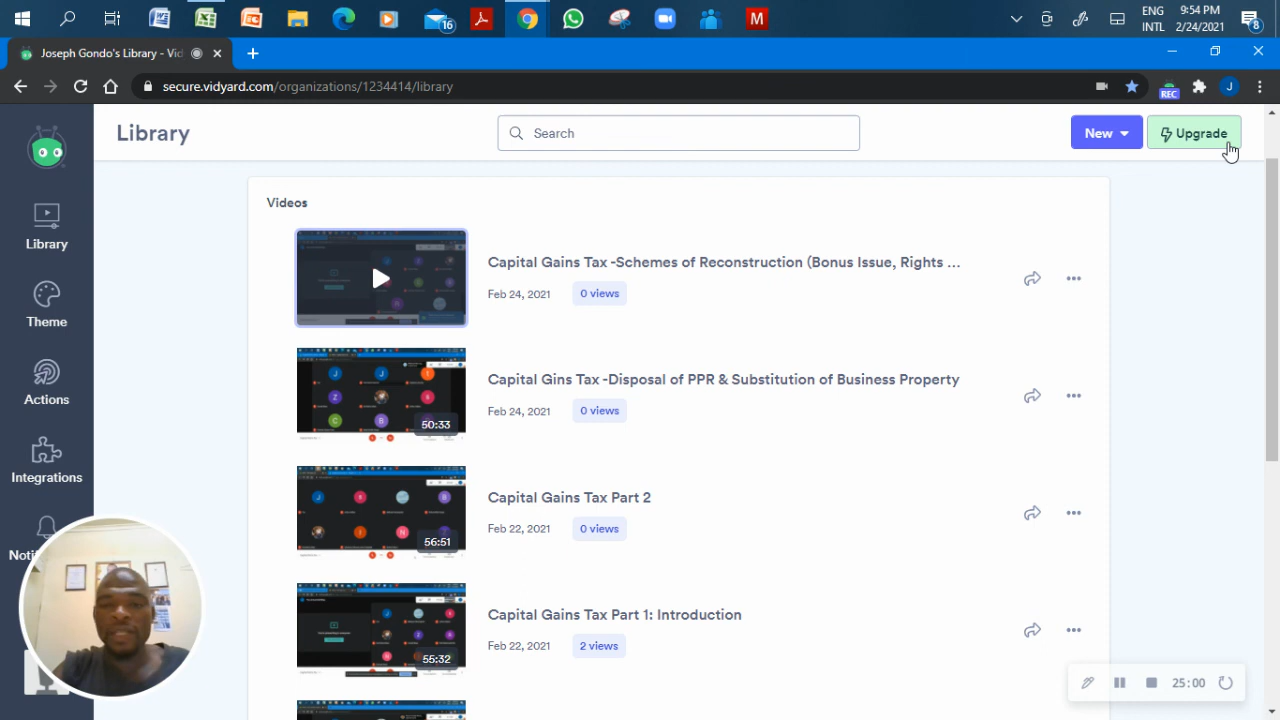 ENG 9:54 PM
INTL 2/24/2021
16
8
Joseph Gondo's Library - Vid
secure.vidyard.com/organizations/1234414/library
REC
J
Library
Search
New
Upgrade
Library
Theme
Actions
Integrations
Videos
Capital Gains Tax -Schemes of Reconstruction (Bonus Issue, Rights ...
Feb 24, 2021 0 views
Capital Gins Tax -Disposal of PPR & Substitution of Business Property
Feb 24, 2021 0 views
50:33
Capital Gains Tax Part 2
Feb 22, 2021 0 views
56:51
Capital Gains Tax Part 1: Introduction
Feb 22, 2021 2 views
55:32
25:00